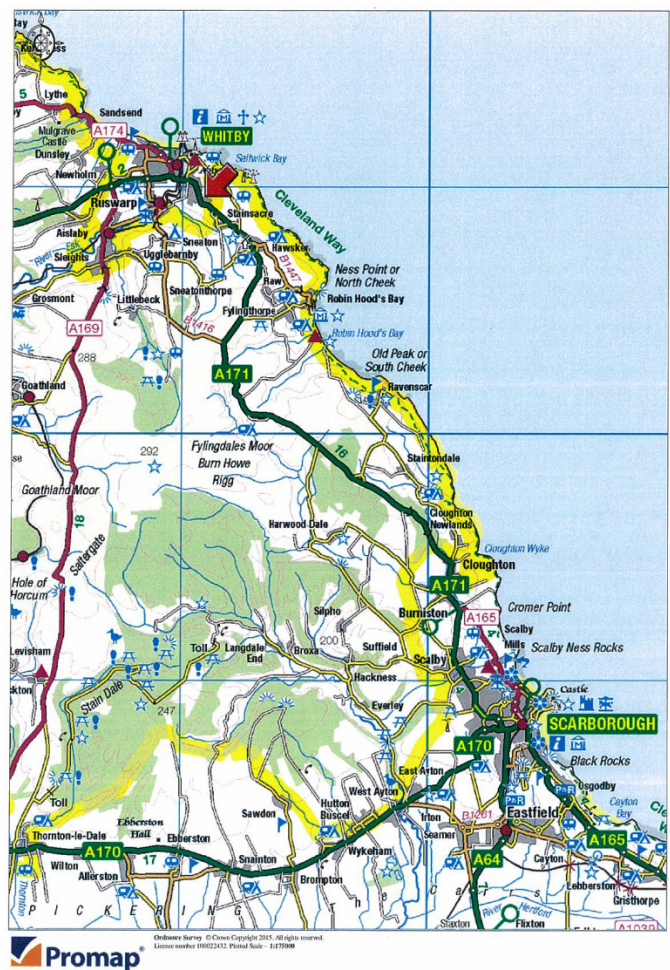 Lythe
5
Sandsend
Mulgrave
Castle
A174
WHITBY
Dunsley
Saltwick Bay
Newholm
2
Ruswarp
Stainsacre
Cleveland Way
Aislaby
Sneaton
Hawsker
River Esk
Sleights
Ugglebarnby
B1447
Ness Point or
North Cheek
Sneatonthorpe
Raw
Robin Hood's Bay
Grosmont
Littlebeck
Fylingthorpe
A169
B1416
Robin Hood's Bay
288
Old Peak or
South Cheek
Goathland
A171
Ravenscar
Fylingdales Moor
16
292
Burn Howe
Rigg
Staintondale
Goathland Moor
Cloughton
Newlands
18
Harwood Dale
Saltergate
Cloughton Wyke
Cloughton
Hole of
Horcum
A171
Silpho
Burniston
Cromer Point
A165
200
Scalby
Mills
Levisham
Toll
Langdale
End
Broxa
Suffield
Scalby
Scalby Ness Rocks
Hackness
Stain Dale
Castle
247
Everley
SCARBOROUGH
A170
Black Rocks
East Ayton
West Ayton
P&R
Osgodby
Toll
Hutton
Buscel
Irton
P&R
Cayton
Bay
Sawdon
B1261
Eastfield
Thornton-le-Dale
Ebberston
Hall
Ebberston
Seamer
A165
A170
17
Snainton
Wykeham
A64
Cayton
Wilton
Allerston
Brompton
Lebberston
Gristhorpe
Thornton
P I C K E R I N G
T h e
C a r s
River
Hertford
Staxton
Flixton
A1039
Promap®
Ordnance Survey © Crown Copyright 2015. All rights reserved.
Licence number 100022432. Plotted Scale - 1:175000